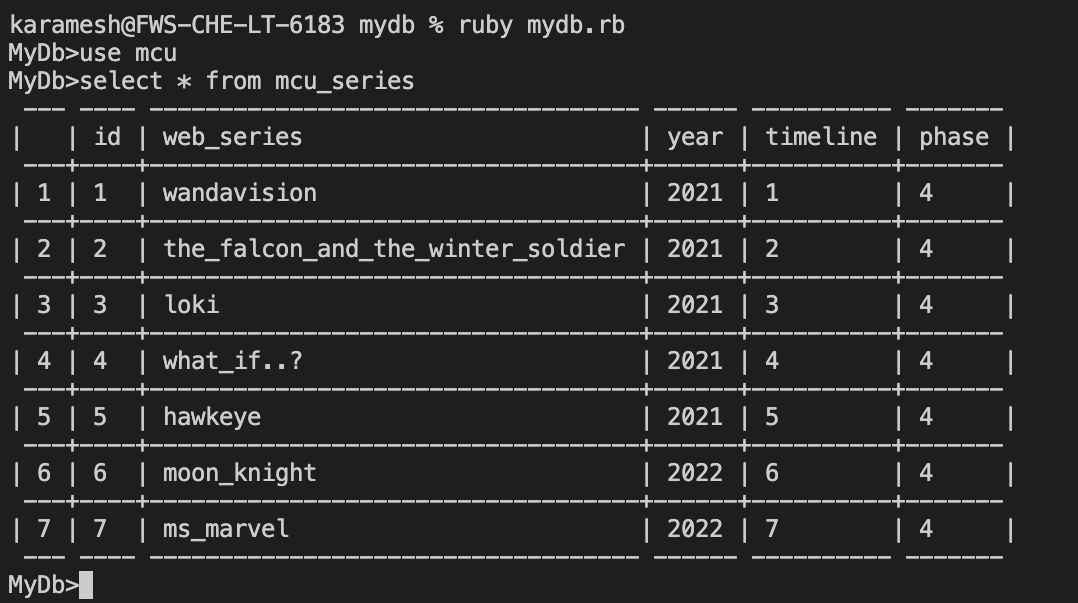 karamesh@FWS-CHE-LT-6183 mydb % ruby mydb.rb
MyDb>use mcu
MyDb>select * from mcu_series
| | id | web_series | year | timeline | phase |
| 1 | 1 | wandavision | 2021 | 1 | 4 |
| 2 | 2 | the_falcon_and_the_winter_soldier | 2021 | 2 | 4 |
| 3 | 3 | loki | 2021 | 3 | 4 |
| 4 | 4 | what_if..? | 2021 | 4 | 4 |
| 5 | 5 | hawkeye | 2021 | 5 | 4 |
| 6 | 6 | moon_knight | 2022 | 6 | 4 |
| 7 | 7 | ms_marvel | 2022 | 7 | 4 |
MyDb>